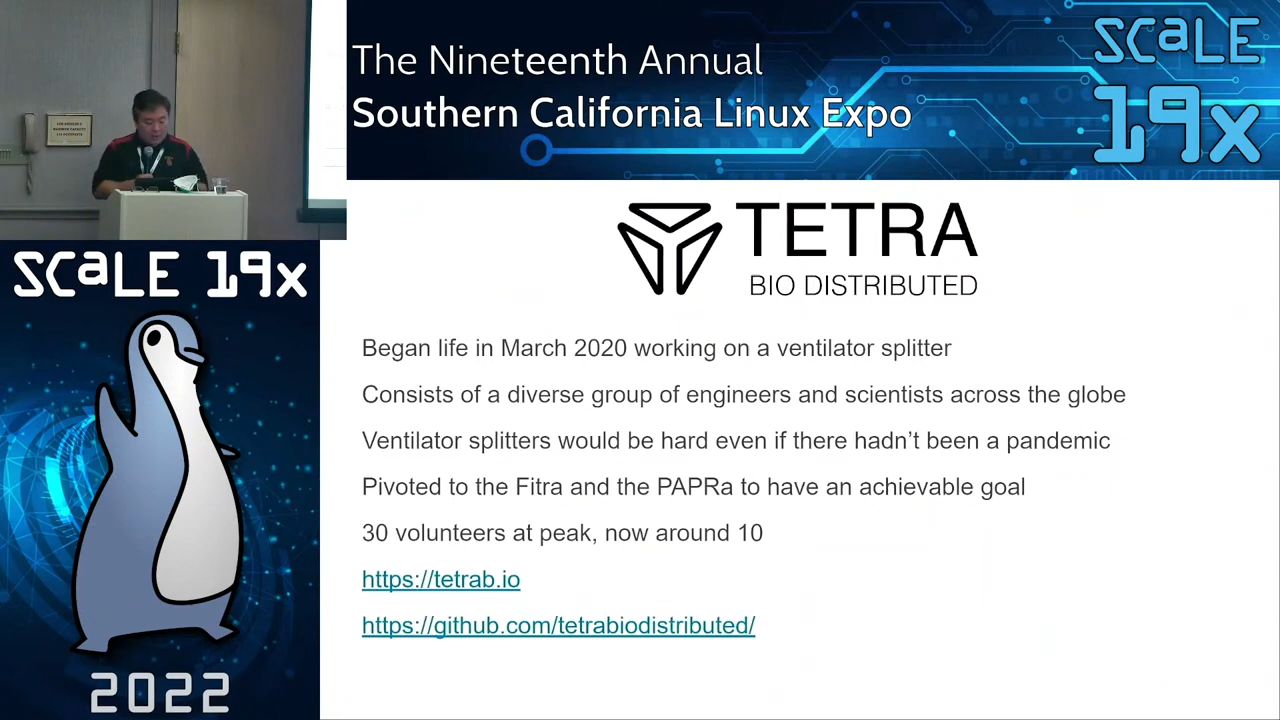 The Nineteenth Annual
Southern California Linux Expo
SCaLE
19x
TETRA
BIO DISTRIBUTED
SCaLE 19x
2022
Began life in March 2020 working on a ventilator splitter
Consists of a diverse group of engineers and scientists across the globe
Ventilator splitters would be hard even if there hadn’t been a pandemic
Pivoted to the Fitra and the PAPRa to have an achievable goal
30 volunteers at peak, now around 10
https://tetrab.io
https://github.com/tetrabiodistributed/